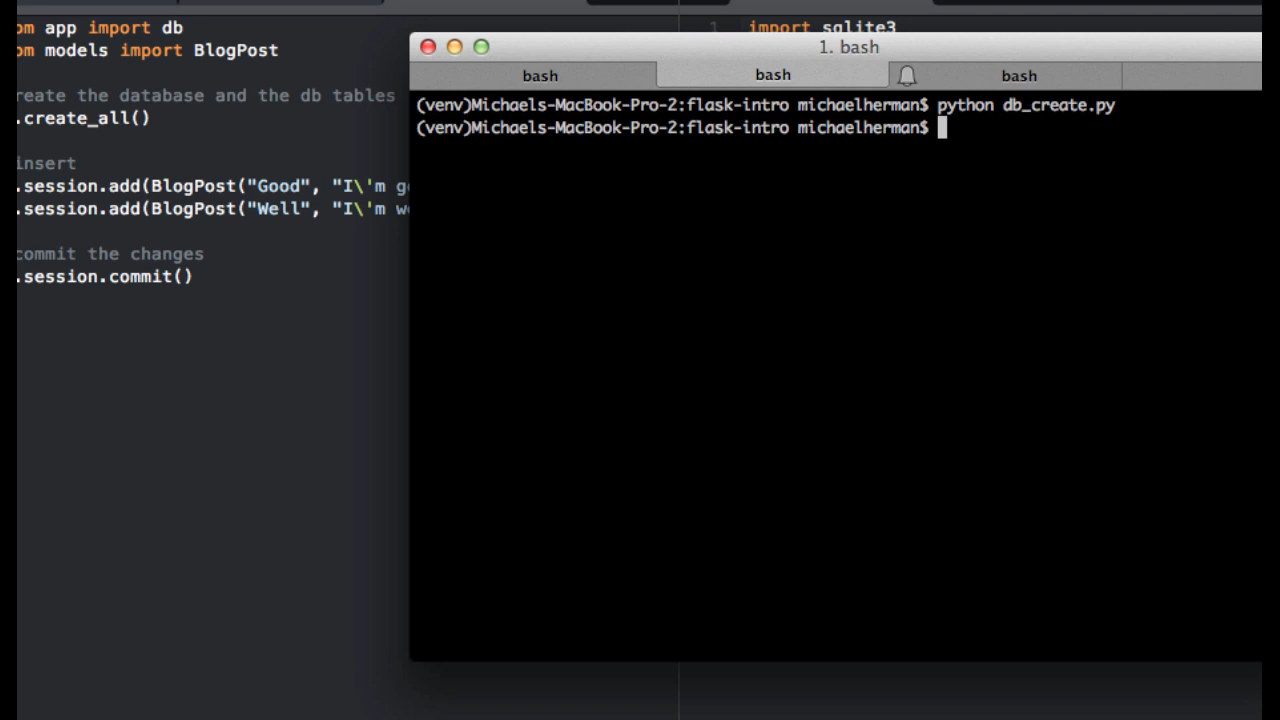 om app import db
om models import BlogPost
reate the database and the db tables
.create_all()
insert
.session.add(BlogPost("Good", "I\'m g
.session.add(BlogPost("Well", "I\'m w
commit the changes
.session.commit()
1 import sqlite3
1. bash
bash bash bash
(venv)Michaels-MacBook-Pro-2:flask-intro michaelherman$ python db_create.py
(venv)Michaels-MacBook-Pro-2:flask-intro michaelherman$